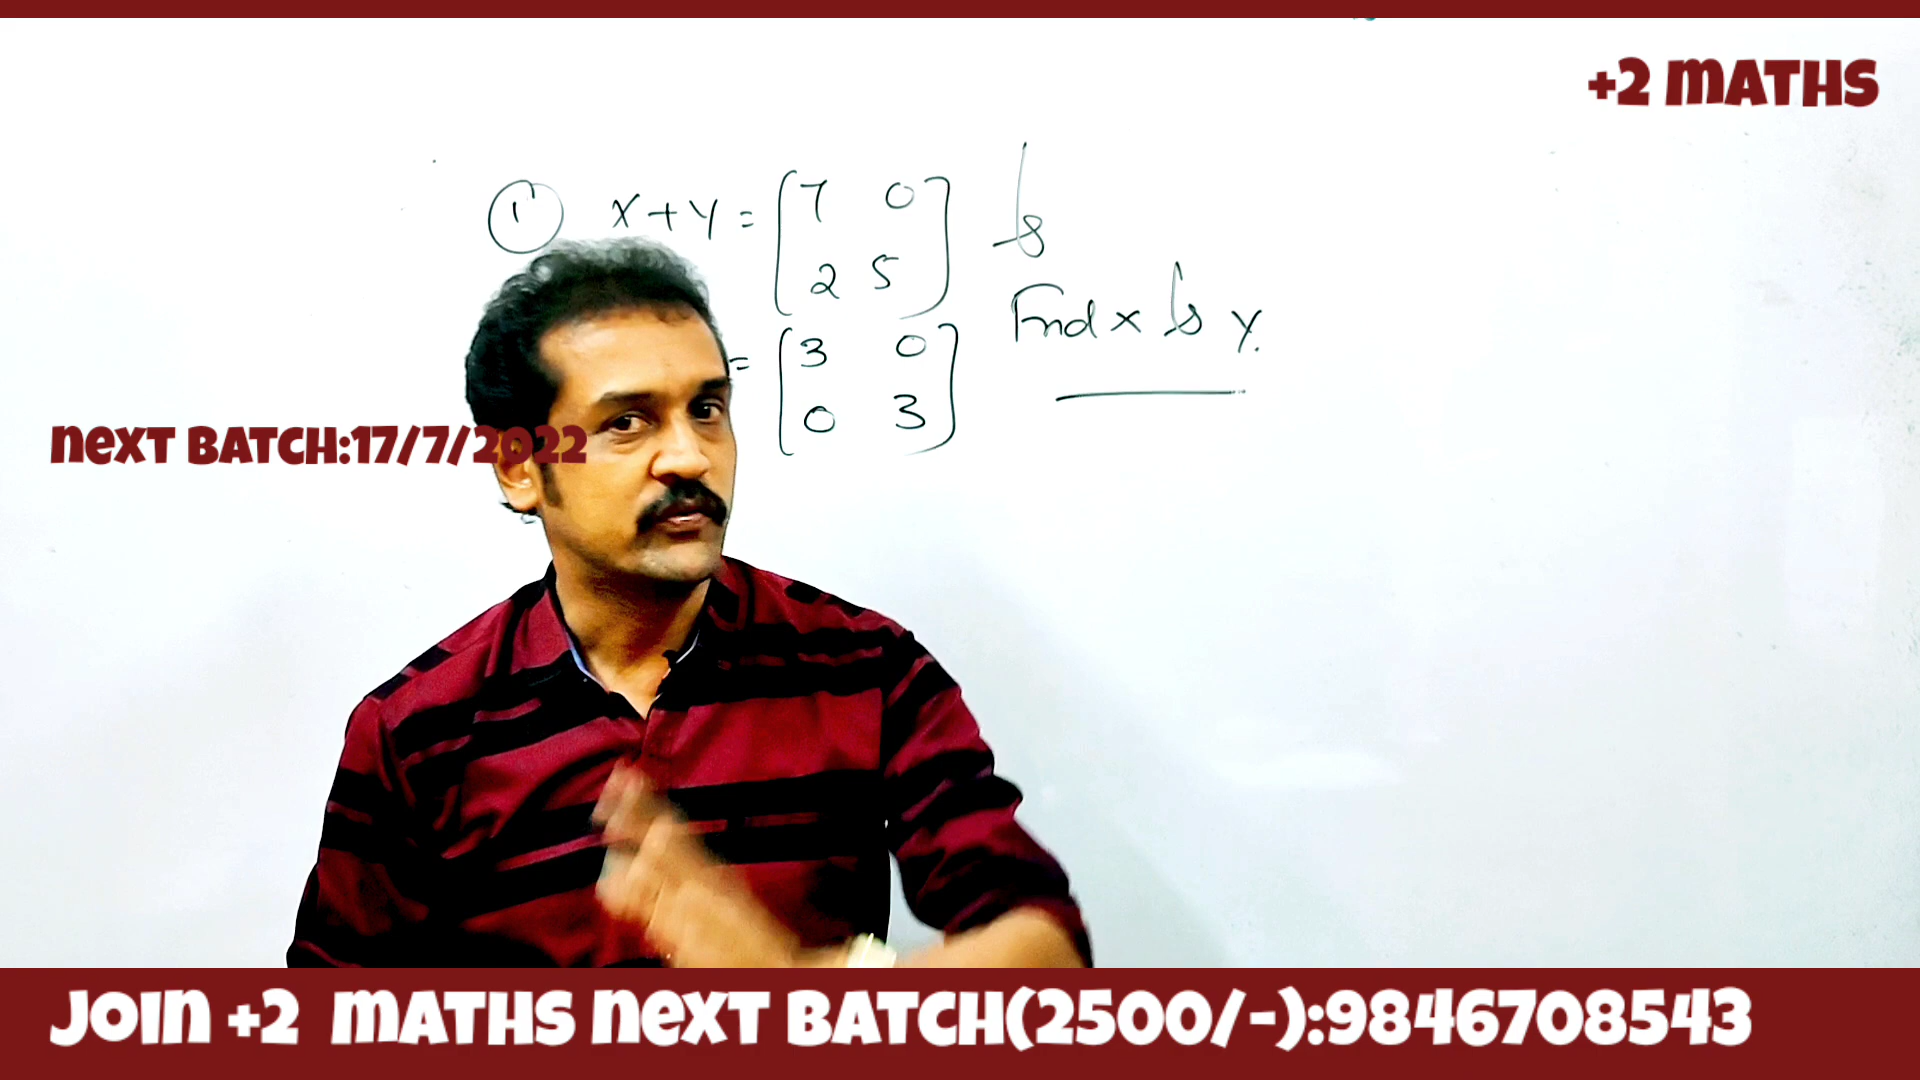 +2 MATHS
1 X+Y = [7 0
2 5] &
= [3 0
0 3] Find X & Y.
NEXT BATCH:17/7/2022
JOIN +2 MATHS NEXT BATCH(2500/-):9846708543